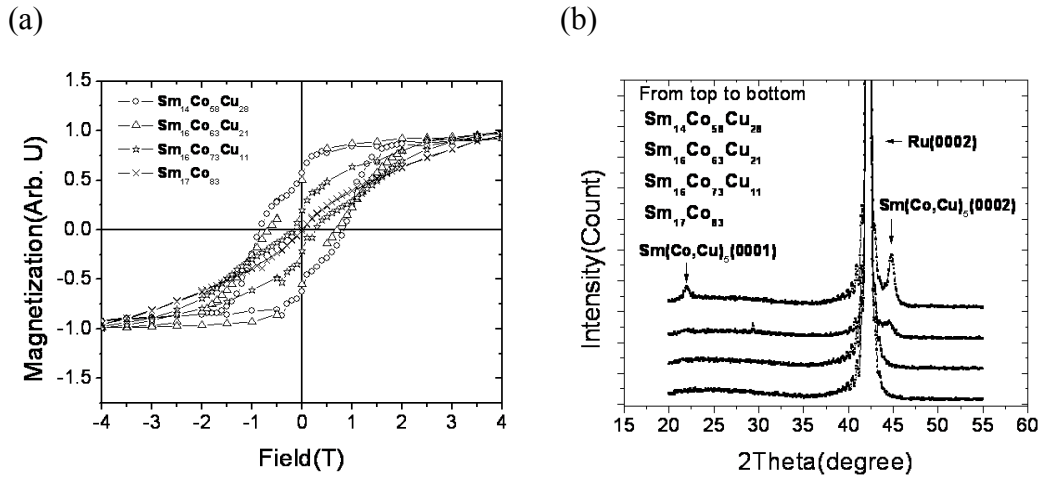 (a)
(b)
Magnetization(Arb. U)
1.5
1.0
0.5
0.0
-0.5
-1.0
-1.5
Sm14Co58Cu28
Sm16Co63Cu21
Sm16Co73Cu11
Sm17Co83
-4 -3 -2 -1 0 1 2 3 4
Field(T)
Intensity(Count)
From top to bottom
Sm14Co58Cu28
Sm16Co63Cu21
Sm16Co73Cu11
Sm17Co83
Ru(0002)
Sm(Co,Cu)5(0002)
Sm(Co,Cu)5(0001)
15 20 25 30 35 40 45 50 55 60
2Theta(degree)